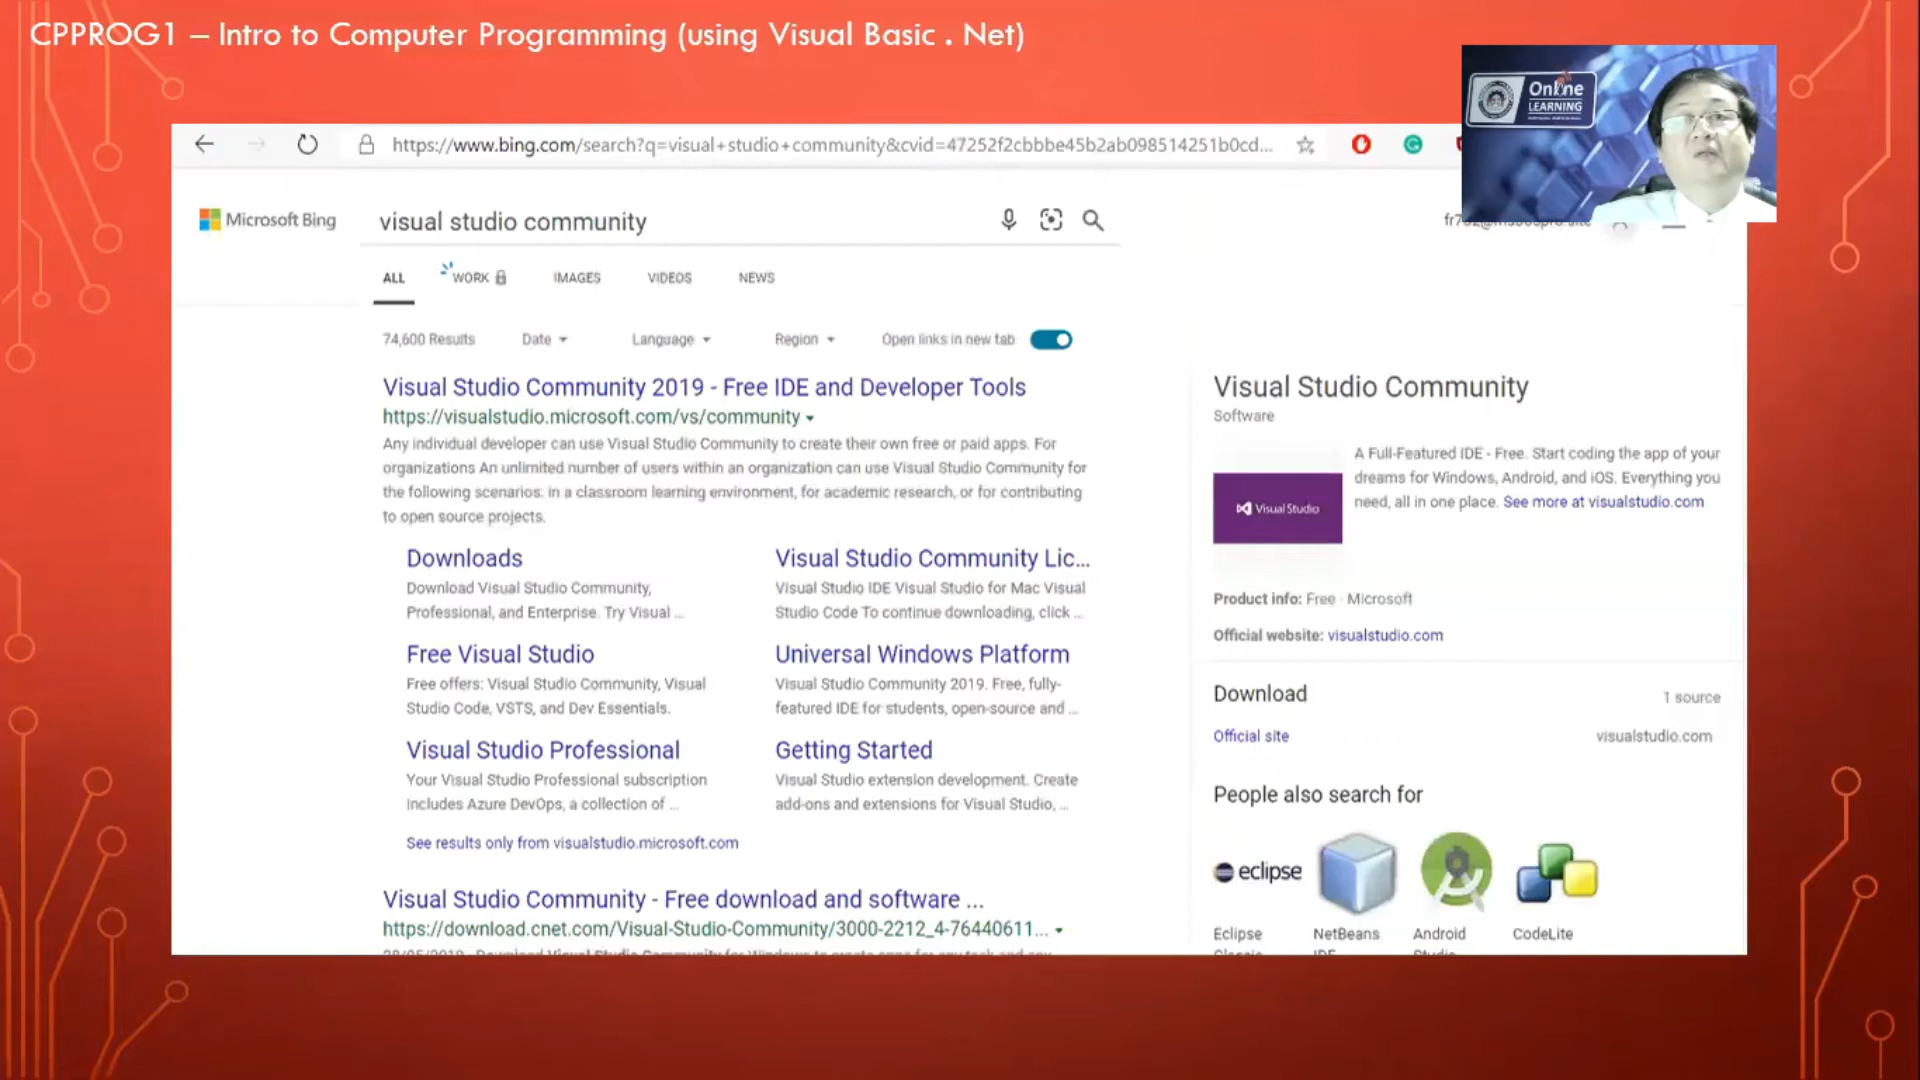 CPPROG1 – Intro to Computer Programming (using Visual Basic . Net)
Online
LEARNING
https://www.bing.com/search?q=visual+studio+community&cvid=47252f2cbbbe45b2ab098514251b0cd...
Microsoft Bing
visual studio community
ALL
WORK
IMAGES
VIDEOS
NEWS
74,600 Results
Date
Language
Region
Open links in new tab
Visual Studio Community 2019 - Free IDE and Developer Tools
https://visualstudio.microsoft.com/vs/community
Any individual developer can use Visual Studio Community to create their own free or paid apps. For
organizations An unlimited number of users within an organization can use Visual Studio Community for
the following scenarios: in a classroom learning environment, for academic research, or for contributing
to open source projects.
Downloads
Download Visual Studio Community,
Professional, and Enterprise. Try Visual ...
Visual Studio Community Lic...
Visual Studio IDE Visual Studio for Mac Visual
Studio Code To continue downloading, click ...
Free Visual Studio
Free offers: Visual Studio Community, Visual
Studio Code, VSTS, and Dev Essentials.
Universal Windows Platform
Visual Studio Community 2019. Free, fully-
featured IDE for students, open-source and ...
Visual Studio Professional
Your Visual Studio Professional subscription
includes Azure DevOps, a collection of ...
Getting Started
Visual Studio extension development. Create
add-ons and extensions for Visual Studio, ...
See results only from visualstudio.microsoft.com
Visual Studio Community - Free download and software ...
https://download.cnet.com/Visual-Studio-Community/3000-2212_4-76440611...
Visual Studio Community
Software
A Full-Featured IDE - Free. Start coding the app of your
dreams for Windows, Android, and iOS. Everything you
need, all in one place. See more at visualstudio.com
Visual Studio
Product info: Free · Microsoft
Official website: visualstudio.com
Download
1 source
Official site
visualstudio.com
People also search for
eclipse
Eclipse
Classic
NetBeans
IDE
Android
Studio
CodeLite